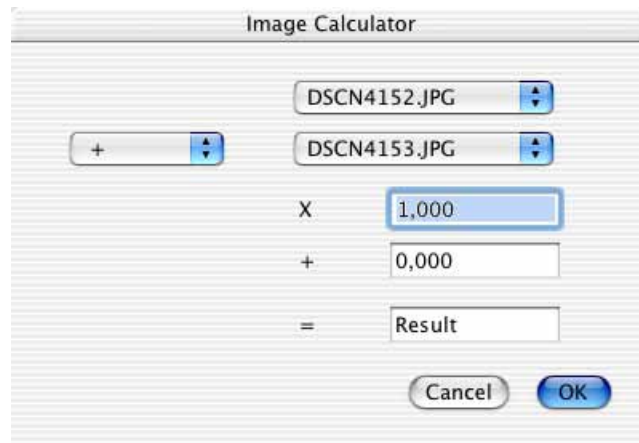 Image Calculator
DSCN4152.JPG
+ DSCN4153.JPG
X 1,000
+ 0,000
= Result
Cancel OK